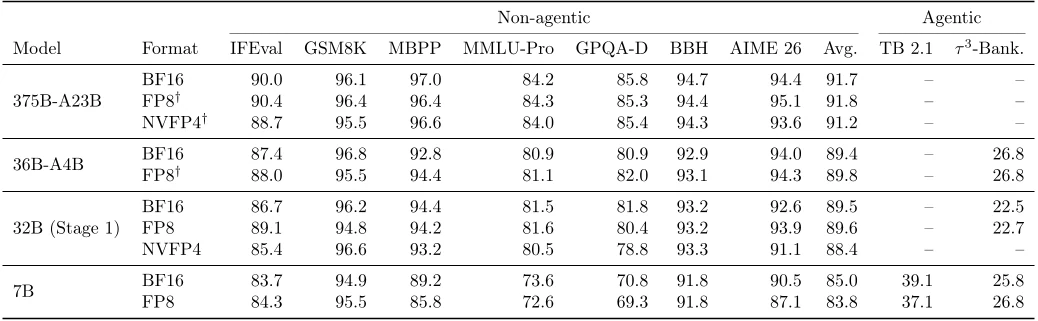 Non-agentic Agentic
Model Format IFEval GSM8K MBPP MMLU-Pro GPQA-D BBH AIME 26 Avg. TB 2.1 τ³-Bank.
BF16 90.0 96.1 97.0 84.2 85.8 94.7 94.4 91.7 – –
375B-A23B FP8† 90.4 96.4 96.4 84.3 85.3 94.4 95.1 91.8 – –
NVFP4† 88.7 95.5 96.6 84.0 85.4 94.3 93.6 91.2 – –
36B-A4B BF16 87.4 96.8 92.8 80.9 80.9 92.9 94.0 89.4 – 26.8
FP8† 88.0 95.5 94.4 81.1 82.0 93.1 94.3 89.8 – 26.8
BF16 86.7 96.2 94.4 81.5 81.8 93.2 92.6 89.5 – 22.5
32B (Stage 1) FP8 89.1 94.8 94.2 81.6 80.4 93.2 93.9 89.6 – 22.7
NVFP4 85.4 96.6 93.2 80.5 78.8 93.3 91.1 88.4 – –
7B BF16 83.7 94.9 89.2 73.6 70.8 91.8 90.5 85.0 39.1 25.8
FP8 84.3 95.5 85.8 72.6 69.3 91.8 87.1 83.8 37.1 26.8